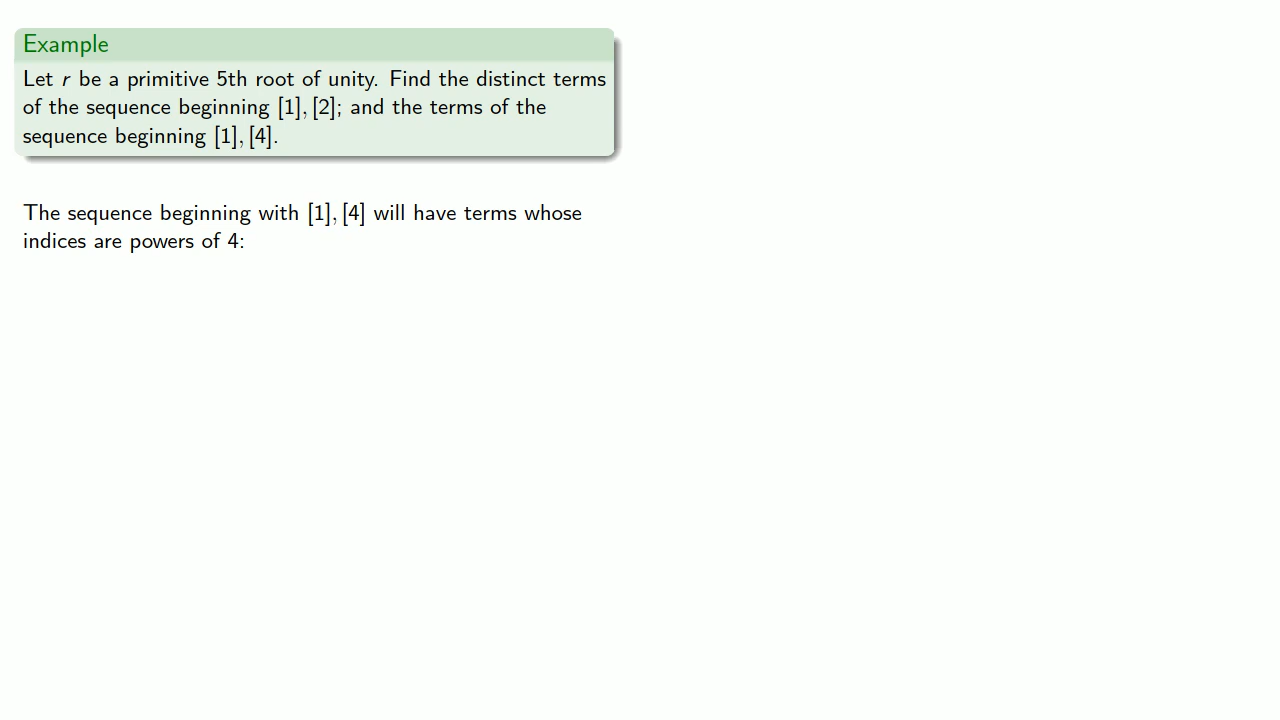 Example
Let r be a primitive 5th root of unity. Find the distinct terms
of the sequence beginning [1], [2]; and the terms of the
sequence beginning [1], [4].
The sequence beginning with [1], [4] will have terms whose
indices are powers of 4: